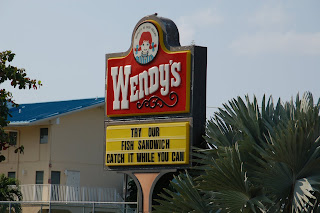 WENDY'S
TRY OUR
FISH SANDWICH
CATCH IT WHILE YOU CAN